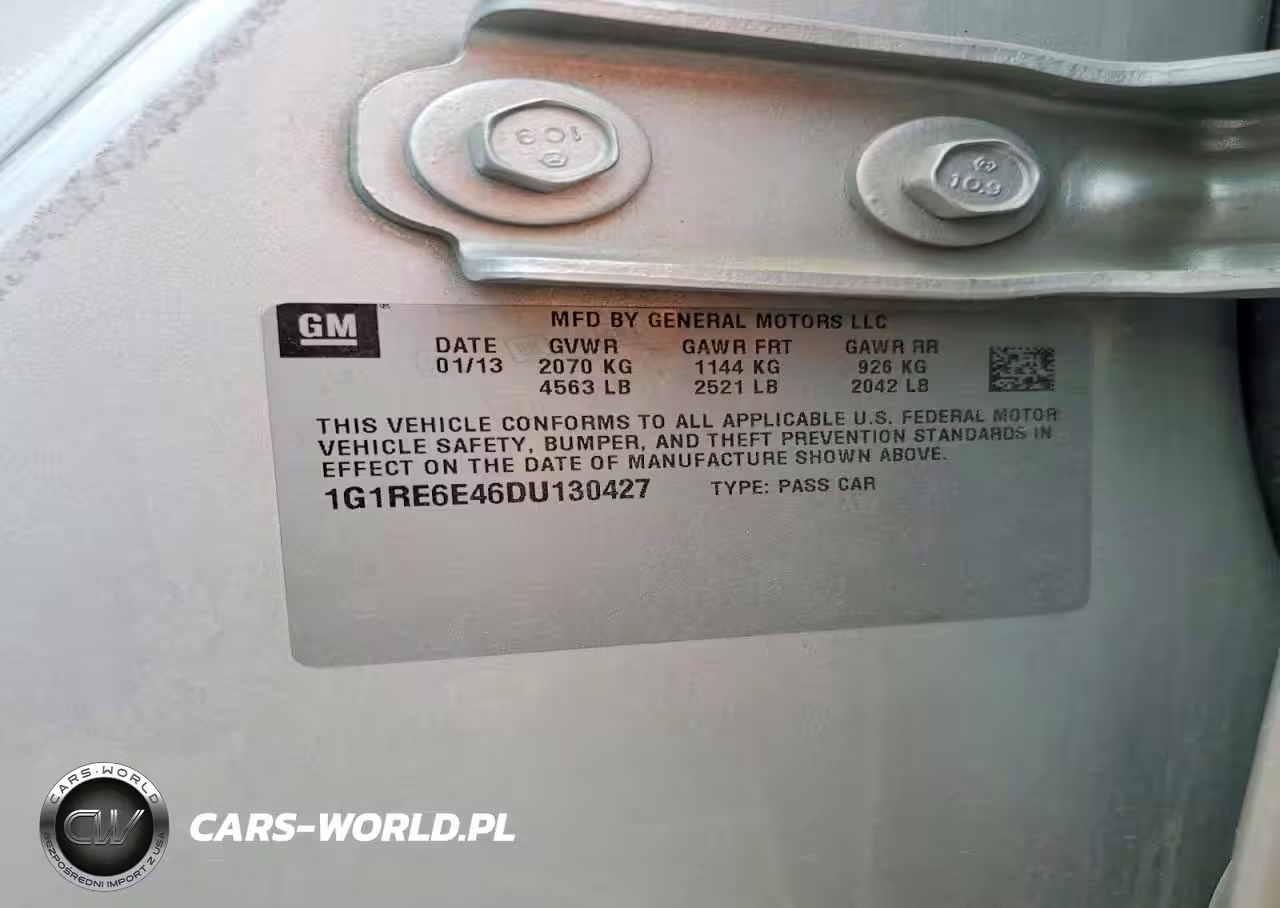 10.9
10.9
GM
MFD BY GENERAL MOTORS LLC
DATE GVWR GAWR FRT GAWR RR
01/13 2070 KG 1144 KG 926 KG
4563 LB 2521 LB 2042 LB
THIS VEHICLE CONFORMS TO ALL APPLICABLE U.S. FEDERAL MOTOR
VEHICLE SAFETY, BUMPER, AND THEFT PREVENTION STANDARDS IN
EFFECT ON THE DATE OF MANUFACTURE SHOWN ABOVE.
1G1RE6E46DU130427 TYPE: PASS CAR
CARS-WORLD
CW
BEZPOŚREDNI IMPORT Z USA
CARS-WORLD.PL